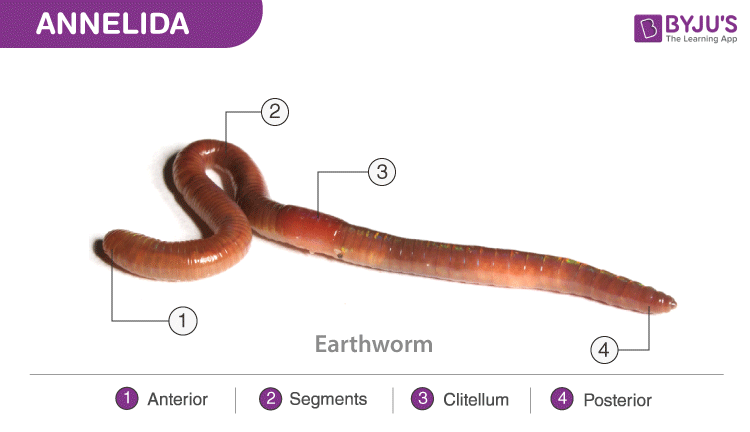 ANNELIDA
BYJU'S
The Learning App
2
3
1
4
Earthworm
1 Anterior
2 Segments
3 Clitellum
4 Posterior